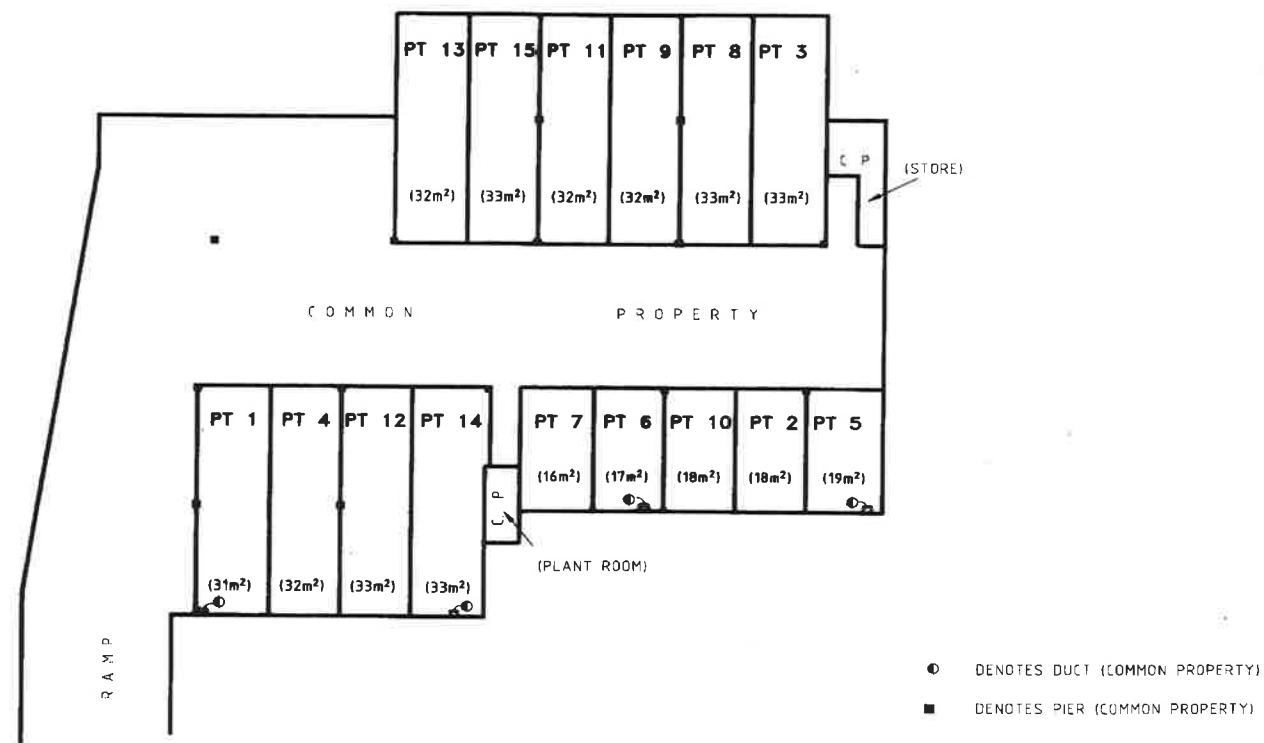 PT 13 PT 15 PT 11 PT 9 PT 8 PT 3
C P
(STORE)
(32m²) (33m²) (32m²) (32m²) (33m²) (33m²)
COMMON PROPERTY
PT 1 PT 4 PT 12 PT 14 PT 7 PT 6 PT 10 PT 2 PT 5
(16m²) (17m²) (18m²) (18m²) (19m²)
C P
(PLANT ROOM)
(31m²) (32m²) (33m²) (33m²)
RAMP
DENOTES DUCT (COMMON PROPERTY)
DENOTES PIER (COMMON PROPERTY)